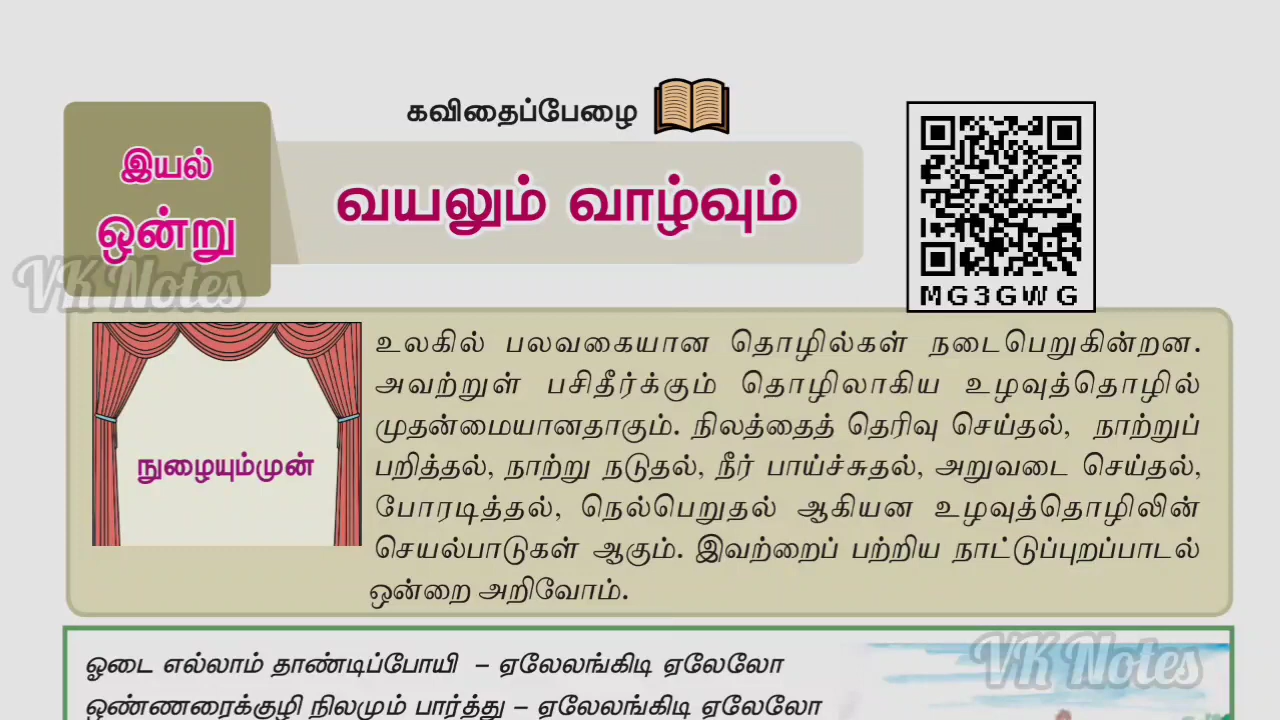 கவிதைப்பேழை
இயல்
ஒன்று
வயலும் வாழ்வும்
MG3GWG
VK Notes
நுழையும்முன்
உலகில் பலவகையான தொழில்கள் நடைபெறுகின்றன.
அவற்றுள் பசிதீர்க்கும் தொழிலாகிய உழவுத்தொழில்
முதன்மையானதாகும். நிலத்தைத் தெரிவு செய்தல், நாற்றுப்
பறித்தல், நாற்று நடுதல், நீர் பாய்ச்சுதல், அறுவடை செய்தல்,
போரடித்தல், நெல்பெறுதல் ஆகியன உழவுத்தொழிலின்
செயல்பாடுகள் ஆகும். இவற்றைப் பற்றிய நாட்டுப்புறப்பாடல்
ஒன்றை அறிவோம்.
ஓடை எல்லாம் தாண்டிப்போயி – ஏலேலங்கிடி ஏலேலோ
ஒண்ணரைக்குழி நிலமும் பார்த்து – ஏலேலங்கிடி ஏலேலோ
VK Notes